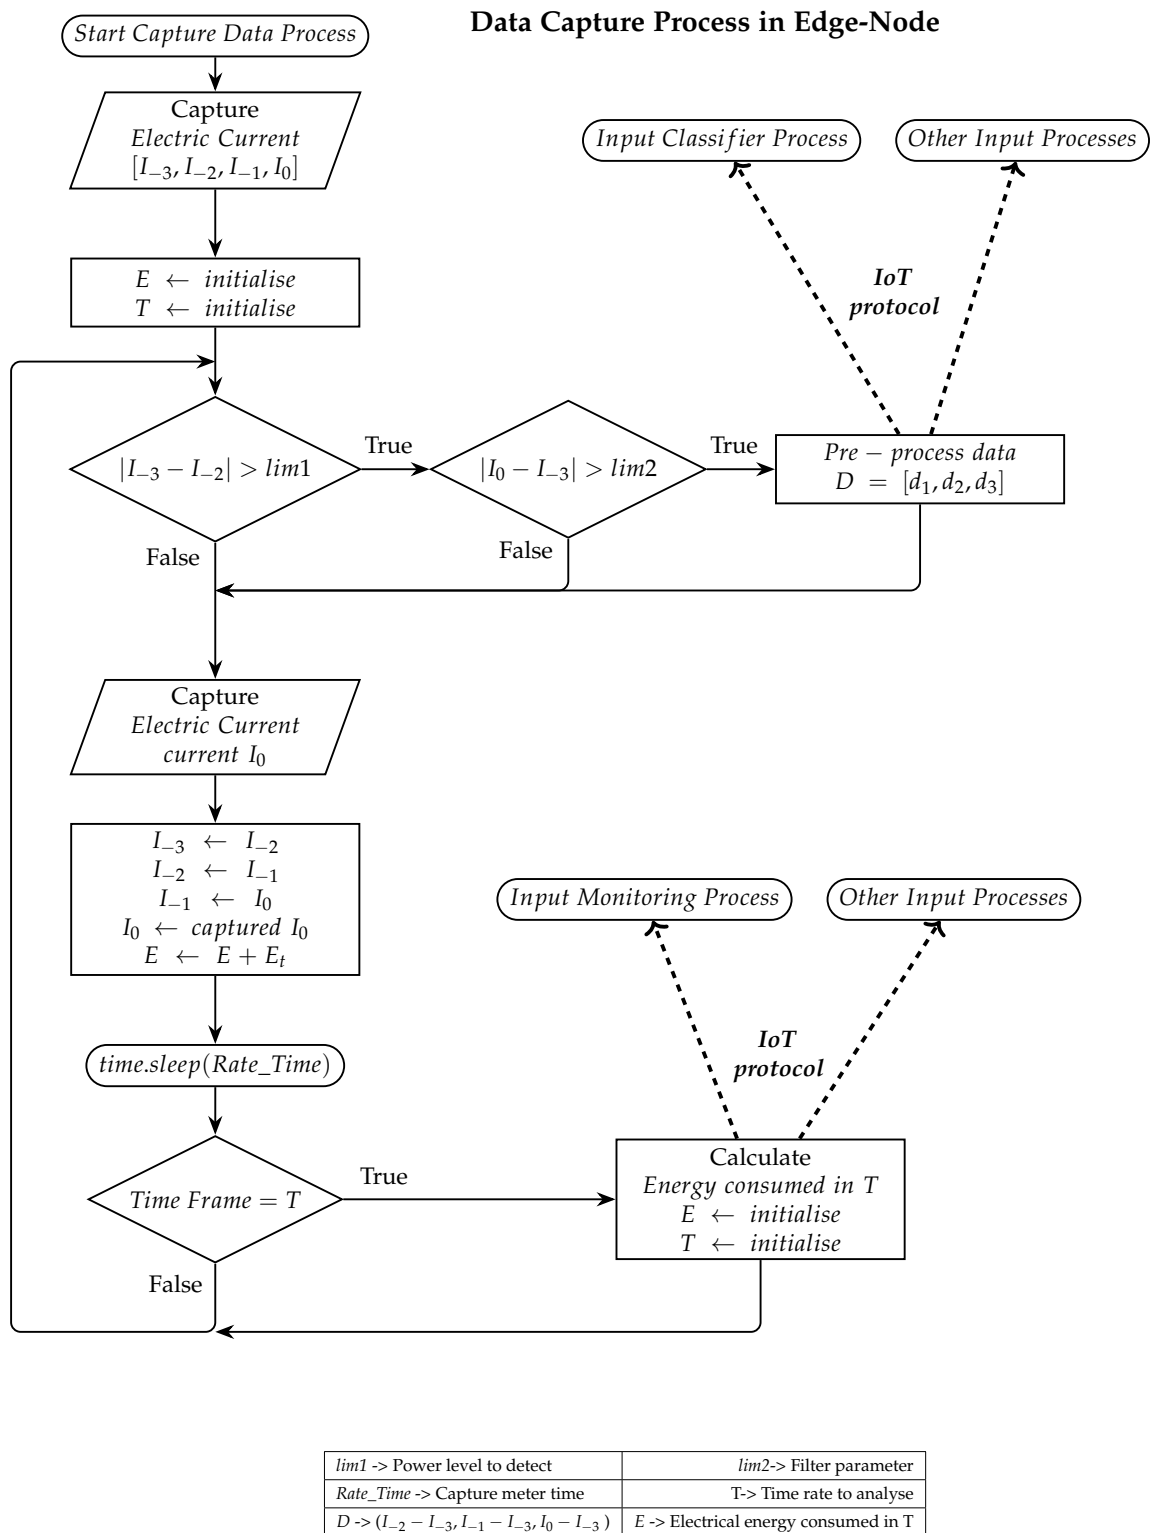 Data Capture Process in Edge-Node
Start Capture Data Process
Capture
Electric Current
[I₋₃, I₋₂, I₋₁, I₀]
Input Classifier Process
Other Input Processes
E ← initialise
T ← initialise
IoT
protocol
|I₋₃ − I₋₂| > lim1
True
|I₀ − I₋₃| > lim2
True
Pre − process data
D = [d₁, d₂, d₃]
False
False
Capture
Electric Current
current I₀
I₋₃ ← I₋₂
I₋₂ ← I₋₁
I₋₁ ← I₀
I₀ ← captured I₀
E ← E + Eₜ
Input Monitoring Process
Other Input Processes
IoT
protocol
time.sleep(Rate_Time)
Time Frame = T
True
Calculate
Energy consumed in T
E ← initialise
T ← initialise
False
lim1 -> Power level to detect
lim2-> Filter parameter
Rate_Time -> Capture meter time
T-> Time rate to analyse
D -> (I₋₂ − I₋₃, I₋₁ − I₋₃, I₀ − I₋₃ )
E -> Electrical energy consumed in T